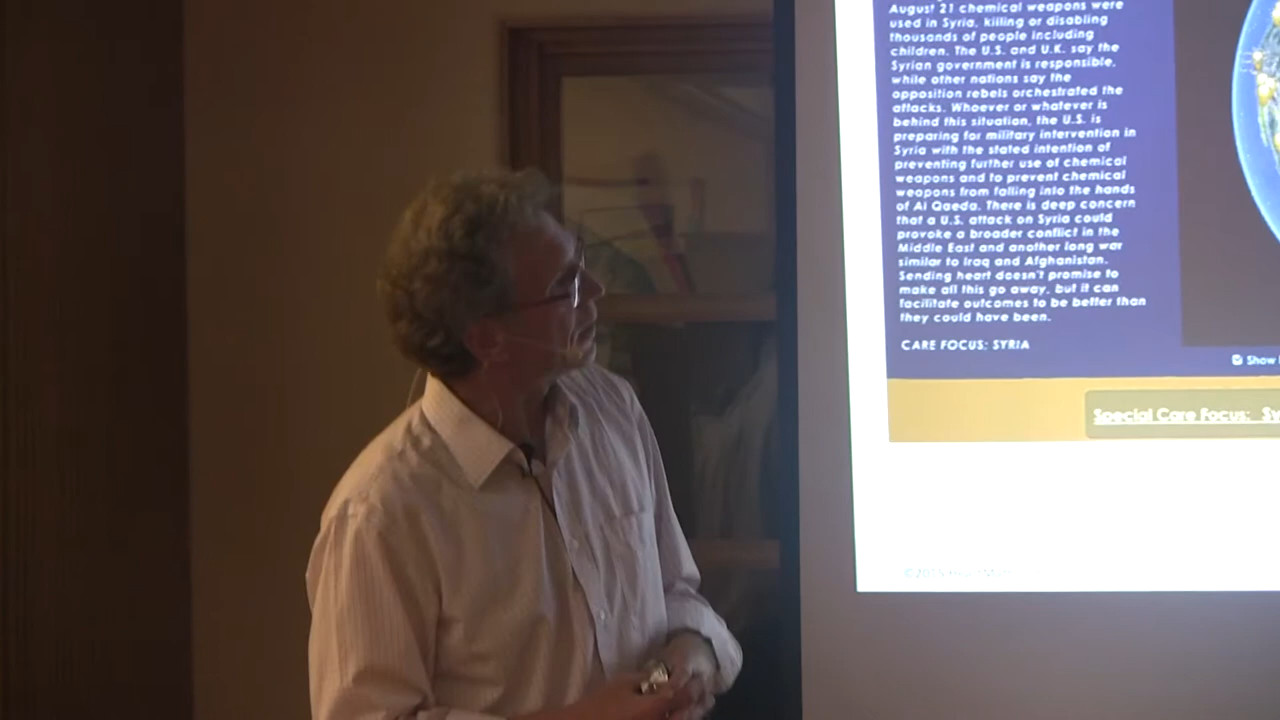 August 21 chemical weapons were
used in Syria, killing or disabling
thousands of people including
children. The U.S. and U.K. say the
Syrian government is responsible,
while other nations say the
opposition rebels orchestrated the
attacks. Whoever or whatever is
behind this situation, the U.S. is
preparing for military intervention in
Syria with the stated intention of
preventing further use of chemical
weapons and to prevent chemical
weapons from falling into the hands
of Al Qaeda. There is deep concern
that a U.S. attack on Syria could
provoke a broader conflict in the
Middle East and another long war
similar to Iraq and Afghanistan.
Sending heart doesn't promise to
make all this go away, but it can
facilitate outcomes to be better than
they could have been.
CARE FOCUS: SYRIA
Show
Special Care Focus: Sy